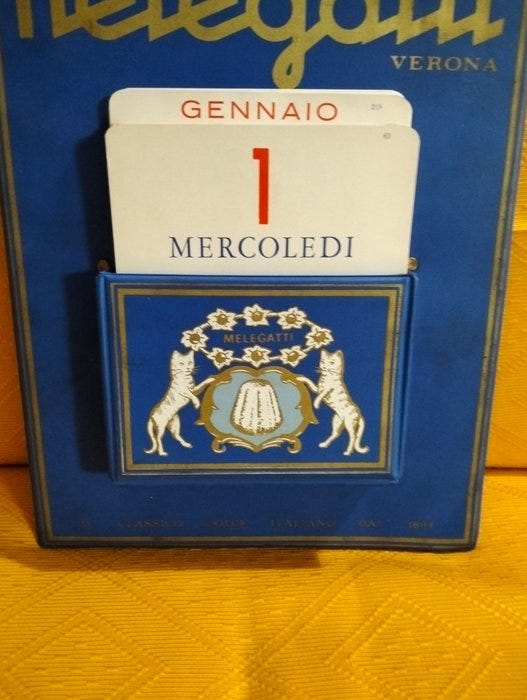 Melegatti
VERONA
GENNAIO
1
MERCOLEDI
MELEGATTI
IL CLASSICO DOLCE ITALIANO DAL 1894